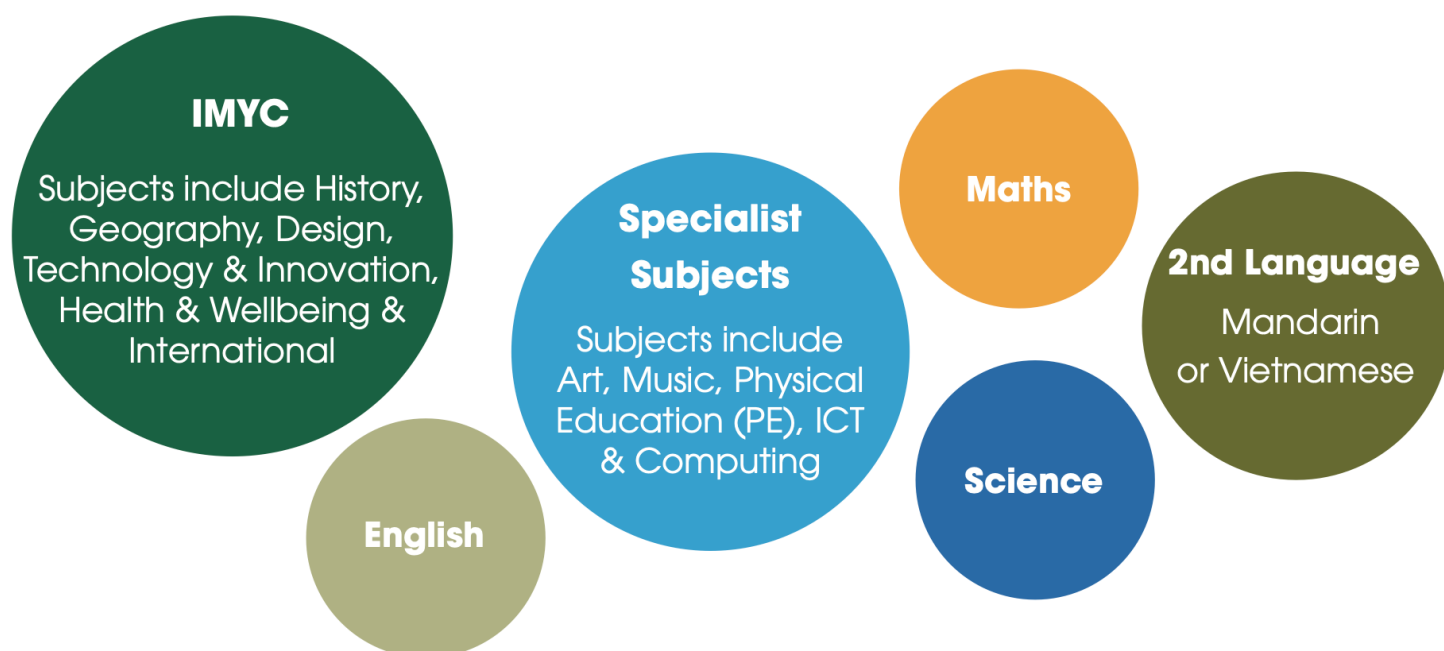 IMYC
Subjects include History,
Geography, Design,
Technology & Innovation,
Health & Wellbeing &
International
English
Specialist
Subjects
Subjects include
Art, Music, Physical
Education (PE), ICT
& Computing
Maths
Science
2nd Language
Mandarin
or Vietnamese